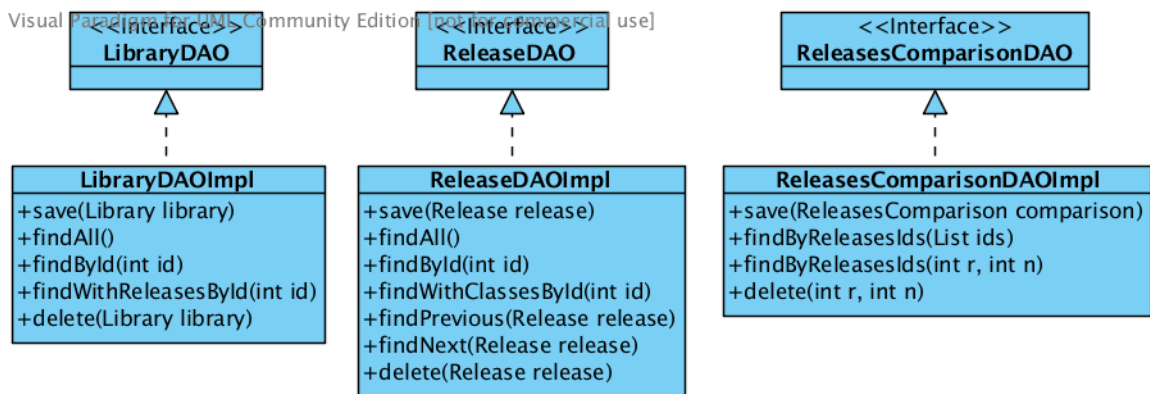 Visual Paradigm for UML Community Edition [not for commercial use]
<<Interface>>
LibraryDAO
<<Interface>>
ReleaseDAO
<<Interface>>
ReleasesComparisonDAO
LibraryDAOImpl
+save(Library library)
+findAll()
+findById(int id)
+findWithReleasesById(int id)
+delete(Library library)
ReleaseDAOImpl
+save(Release release)
+findAll()
+findById(int id)
+findWithClassesById(int id)
+findPrevious(Release release)
+findNext(Release release)
+delete(Release release)
ReleasesComparisonDAOImpl
+save(ReleasesComparison comparison)
+findByReleasesIds(List ids)
+findByReleasesIds(int r, int n)
+delete(int r, int n)